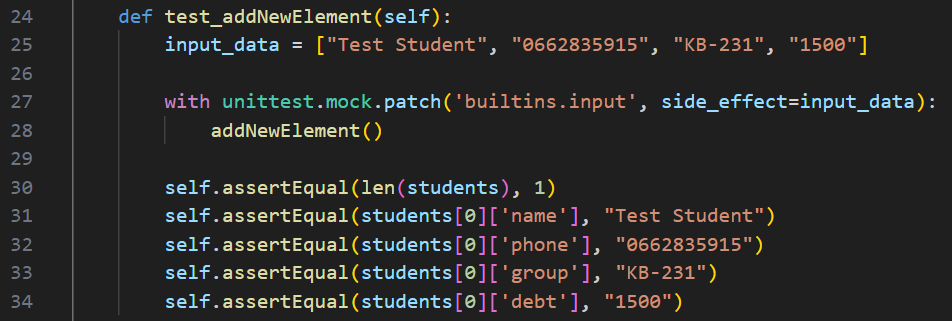 24 def test_addNewElement(self):
25 input_data = ["Test Student", "0662835915", "KB-231", "1500"]
26
27 with unittest.mock.patch('builtins.input', side_effect=input_data):
28 addNewElement()
29
30 self.assertEqual(len(students), 1)
31 self.assertEqual(students[0]['name'], "Test Student")
32 self.assertEqual(students[0]['phone'], "0662835915")
33 self.assertEqual(students[0]['group'], "KB-231")
34 self.assertEqual(students[0]['debt'], "1500")